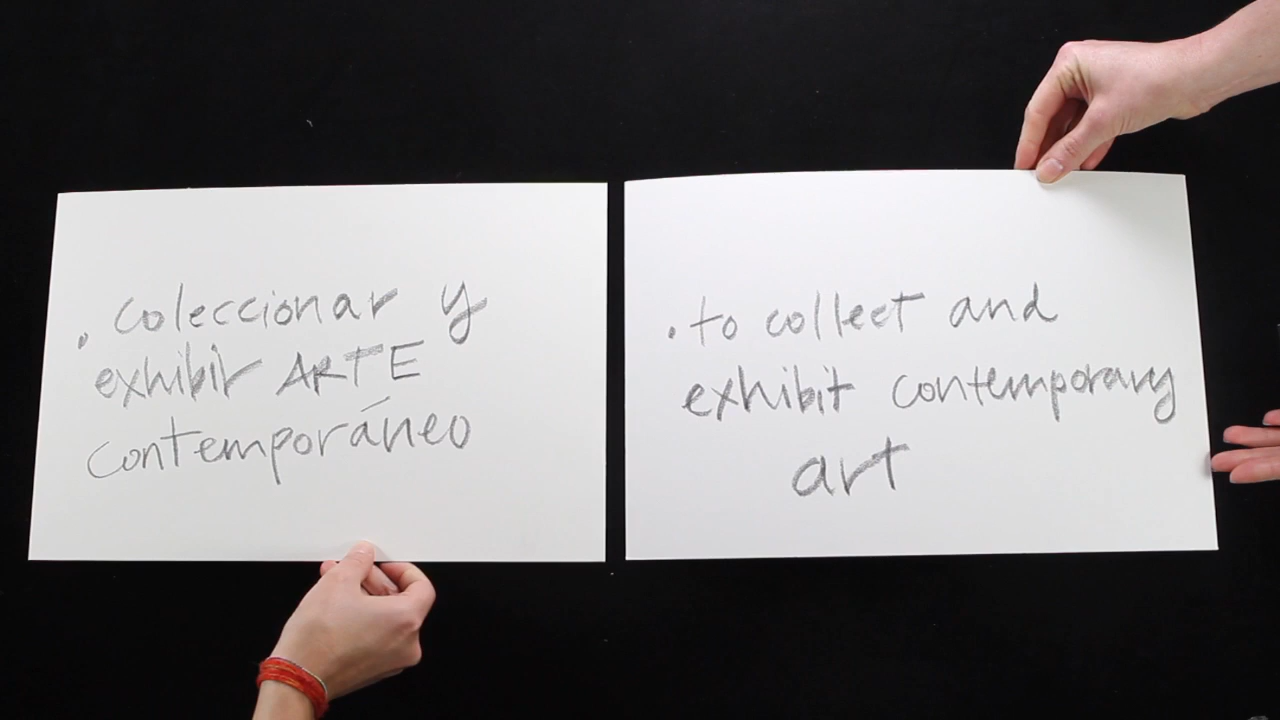 . coleccionar y
exhibir ARTE
contemporáneo
. to collect and
exhibit contemporary
art